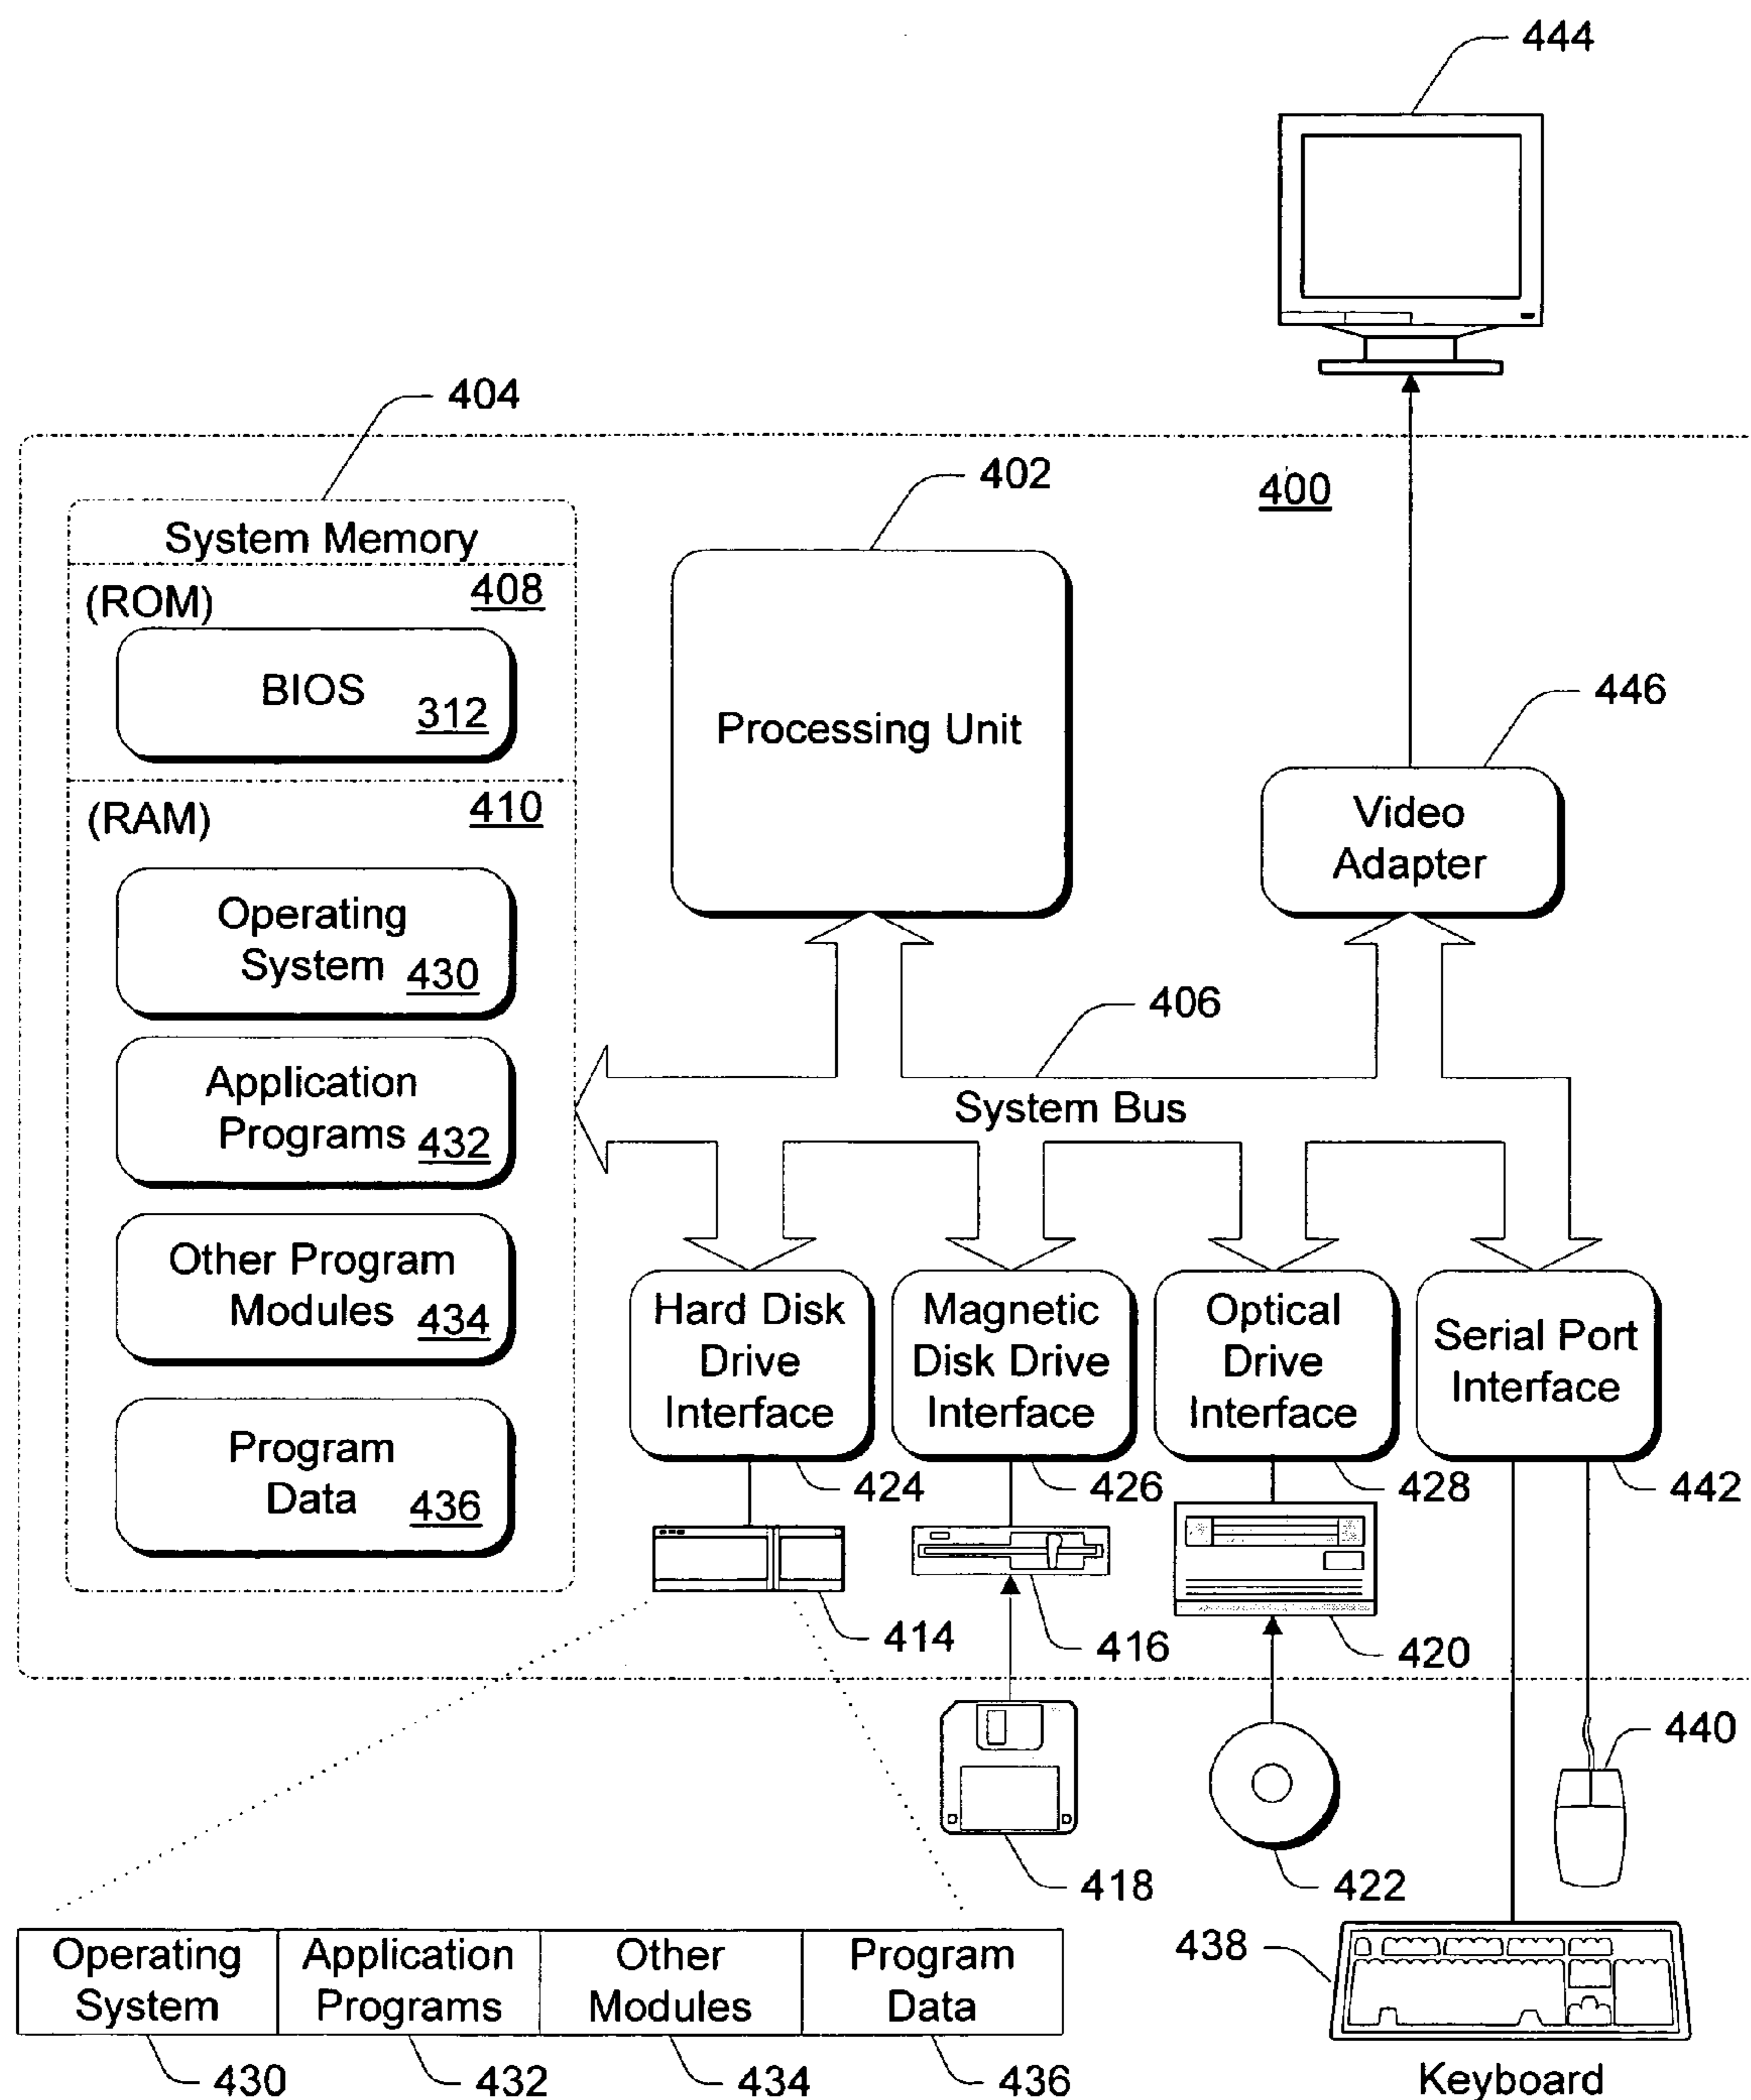 444
404
402
400
System Memory
(ROM)
408
BIOS
312
Processing Unit
446
(RAM)
410
Video
Adapter
Operating
System
430
406
Application
Programs
432
System Bus
Other Program
Modules
434
Hard Disk
Drive
Interface
Magnetic
Disk Drive
Interface
Optical
Drive
Interface
Serial Port
Interface
Program
Data
436
424
426
428
442
414
416
420
440
418
422
438
Operating
System
Application
Programs
Other
Modules
Program
Data
430
432
434
436
Keyboard